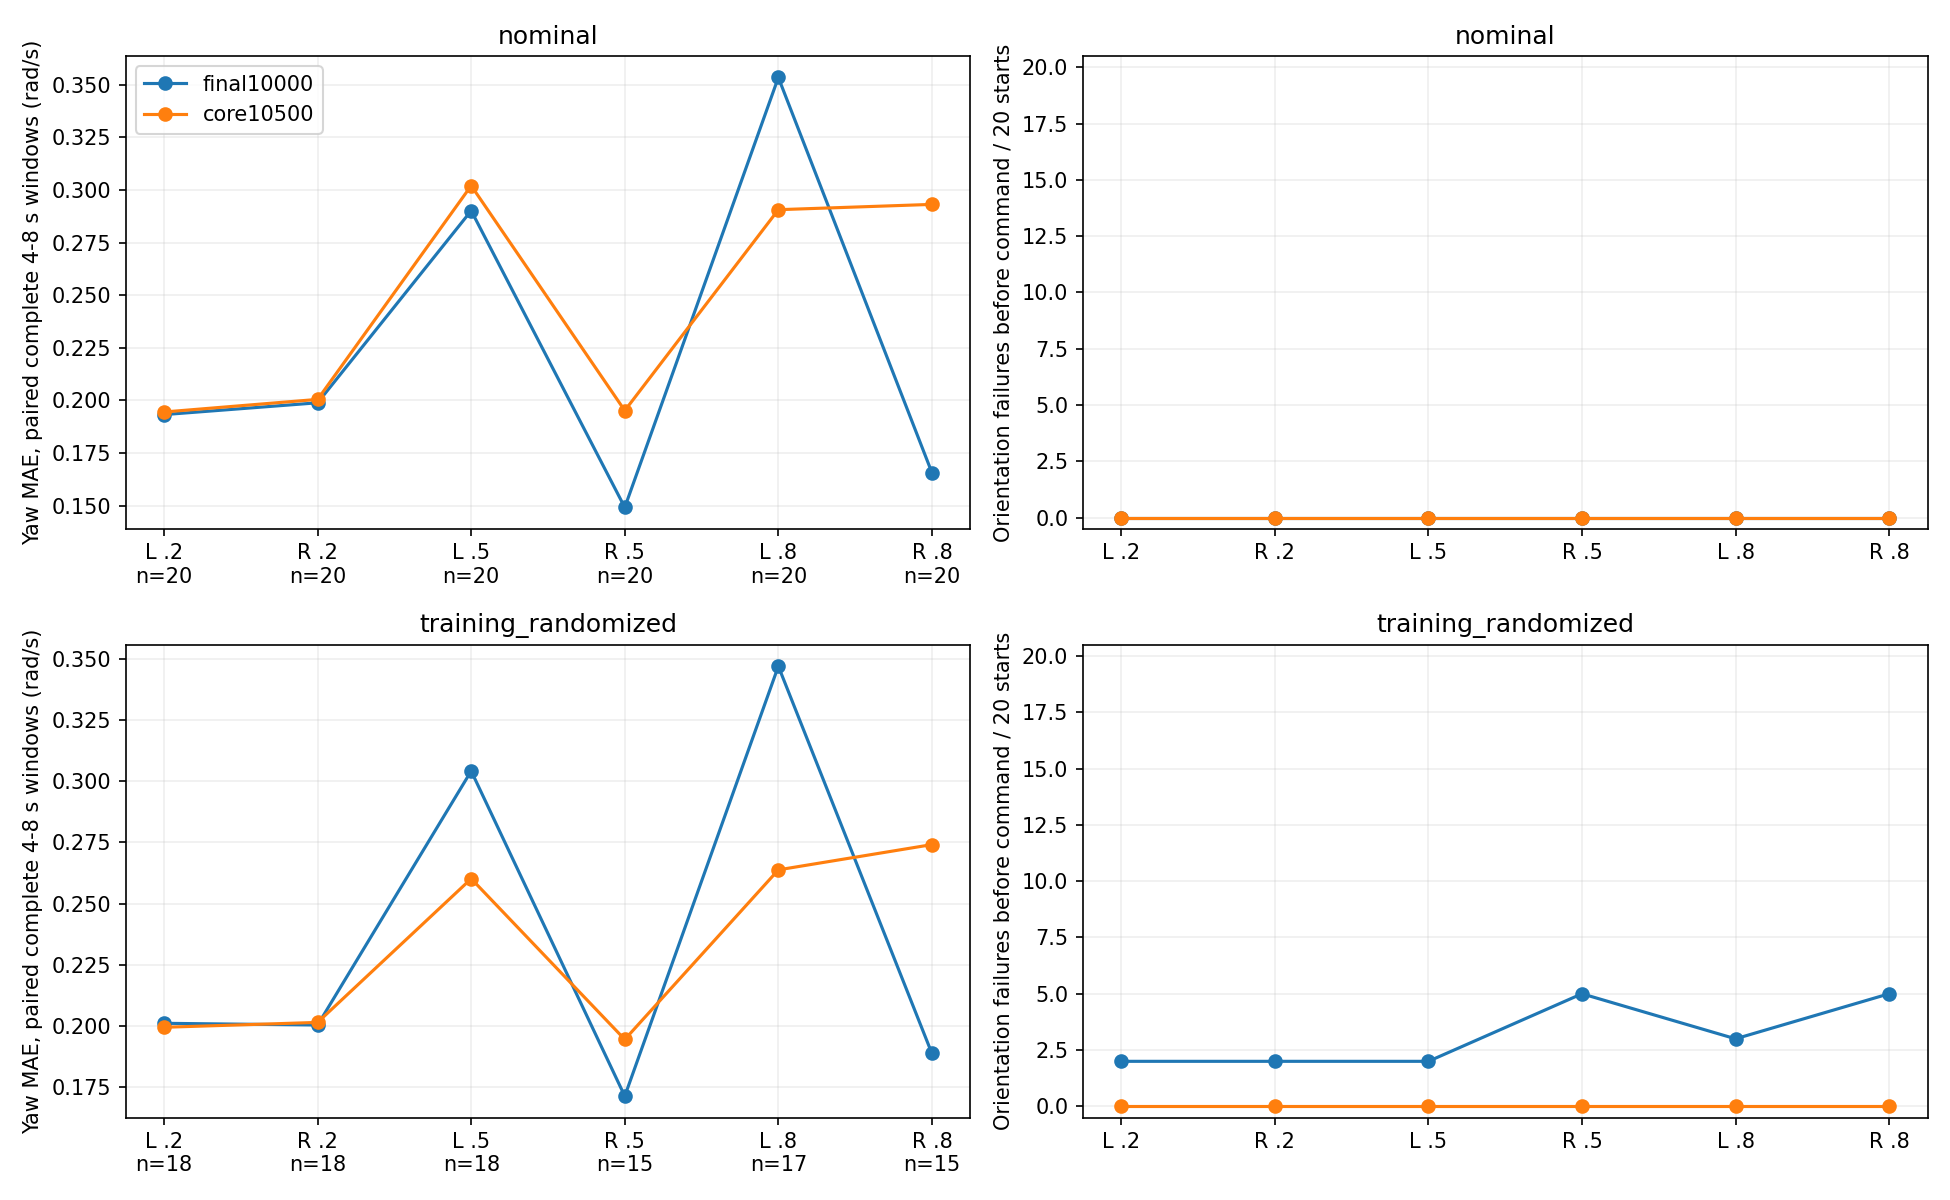 nominal
Yaw MAE, paired complete 4-8 s windows (rad/s)
0.350
0.325
0.300
0.275
0.250
0.225
0.200
0.175
0.150
final10000
core10500
L .2
n=20
R .2
n=20
L .5
n=20
R .5
n=20
L .8
n=20
R .8
n=20
nominal
Orientation failures before command / 20 starts
20.0
17.5
15.0
12.5
10.0
7.5
5.0
2.5
0.0
L .2
R .2
L .5
R .5
L .8
R .8
training_randomized
Yaw MAE, paired complete 4-8 s windows (rad/s)
0.350
0.325
0.300
0.275
0.250
0.225
0.200
0.175
L .2
n=18
R .2
n=18
L .5
n=18
R .5
n=15
L .8
n=17
R .8
n=15
training_randomized
Orientation failures before command / 20 starts
20.0
17.5
15.0
12.5
10.0
7.5
5.0
2.5
0.0
L .2
R .2
L .5
R .5
L .8
R .8